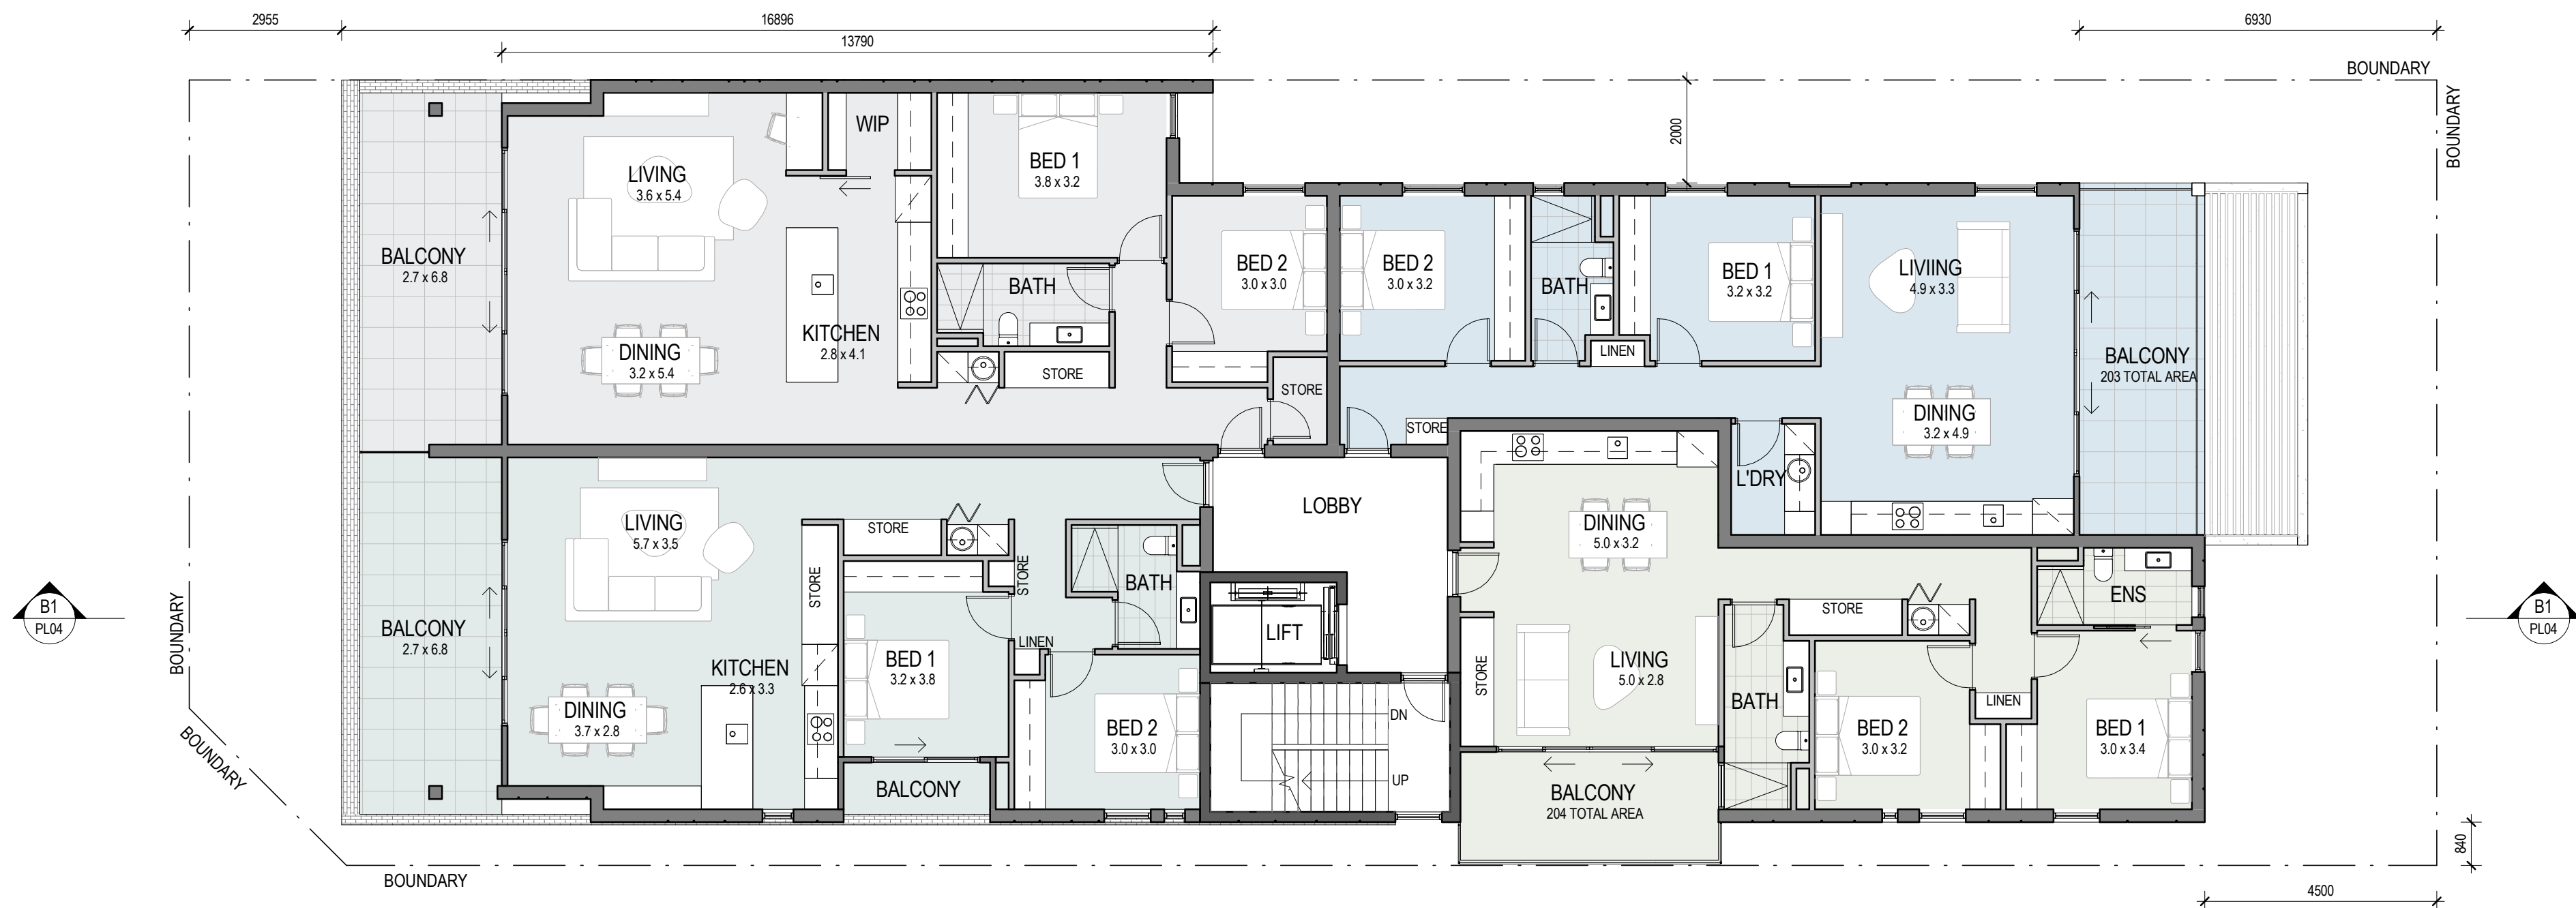 2955
16896
6930
13790
BOUNDARY
BOUNDARY
2000
WIP
BED 1
3.8 x 3.2
LIVING
3.6 x 5.4
BALCONY
2.7 x 6.8
BATH
BED 2
3.0 x 3.0
BED 2
3.0 x 3.2
BATH
BED 1
3.2 x 3.2
LIVIING
4.9 x 3.3
KITCHEN
2.8 x 4.1
DINING
3.2 x 5.4
STORE
STORE
LINEN
BALCONY
203 TOTAL AREA
STORE
DINING
3.2 x 4.9
L'DRY
LOBBY
LIVING
5.7 x 3.5
STORE
STORE
STORE
BATH
DINING
5.0 x 3.2
BOUNDARY
B1
PL04
BALCONY
2.7 x 6.8
LINEN
LIFT
STORE
ENS
B1
PL04
KITCHEN
2.6 x 3.3
BED 1
3.2 x 3.8
STORE
LIVING
5.0 x 2.8
BATH
LINEN
DINING
3.7 x 2.8
BED 2
3.0 x 3.0
DN
BED 2
3.0 x 3.2
BED 1
3.0 x 3.4
BOUNDARY
BALCONY
UP
BALCONY
204 TOTAL AREA
840
BOUNDARY
4500